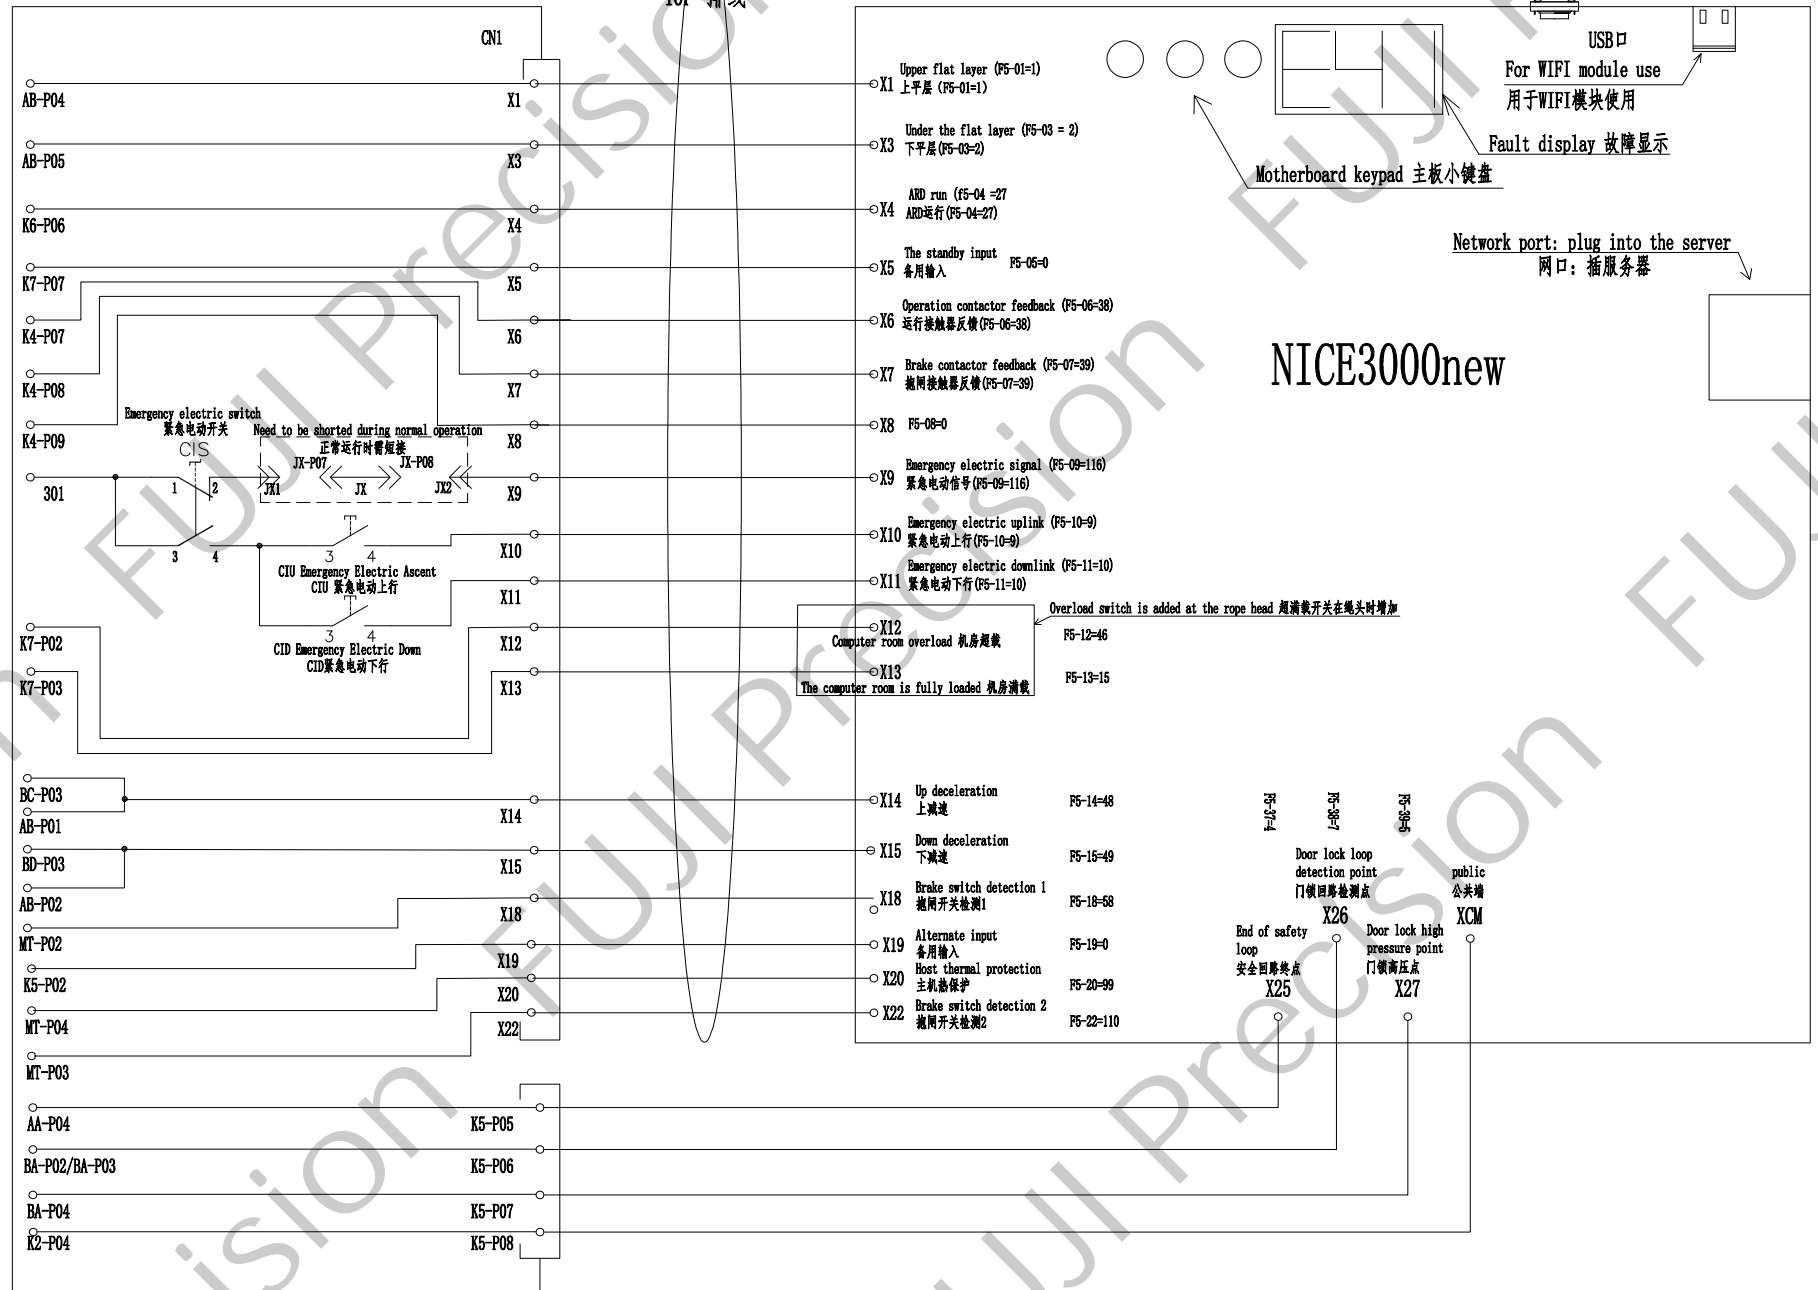 CN1
AB-P04
X1
AB-P05
X3
K6-P06
X4
K7-P07
X5
K4-P07
X6
K4-P08
X7
K4-P09
X8
Emergency electric switch
紧急电动开关
CIS
Need to be shorted during normal operation
正常运行时需短接
JX-P07
JX-P08
1
2
JX1
JX
JX2
301
X9
3
4
3
4
X10
CIU Emergency Electric Ascent
CIU 紧急电动上行
X11
3
4
CID Emergency Electric Down
CID紧急电动下行
K7-P02
X12
K7-P03
X13
BC-P03
AB-P01
X14
BD-P03
X15
AB-P02
X18
MT-P02
X19
K5-P02
X20
MT-P04
X22
MT-P03
AA-P04
K5-P05
BA-P02/BA-P03
K5-P06
BA-P04
K5-P07
K2-P04
K5-P08
X1
Upper flat layer (F5-01=1)
上平层 (F5-01=1)
X3
Under the flat layer (F5-03 = 2)
下平层(F5-03=2)
X4
ARD run (f5-04 =27
ARD运行(F5-04=27)
X5
The standby input
备用输入
F5-05=0
X6
Operation contactor feedback (F5-06=38)
运行接触器反馈(F5-06=38)
X7
Brake contactor feedback (F5-07=39)
抱闸接触器反馈(F5-07=39)
X8
F5-08=0
X9
Emergency electric signal (F5-09=116)
紧急电动信号(F5-09=116)
X10
Emergency electric uplink (F5-10=9)
紧急电动上行(F5-10=9)
X11
Emergency electric downlink (F5-11=10)
紧急电动下行(F5-11=10)
Overload switch is added at the rope head 超满载开关在绳头时增加
X12
Computer room overload 机房超载
F5-12=46
X13
The computer room is fully loaded 机房满载
F5-13=15
X14
Up deceleration
上减速
F5-14=48
X15
Down deceleration
下减速
F5-15=49
X18
Brake switch detection 1
抱闸开关检测1
F5-18=58
X19
Alternate input
备用输入
F5-19=0
X20
Host thermal protection
主机热保护
F5-20=99
X22
Brake switch detection 2
抱闸开关检测2
F5-22=110
USB口
For WIFI module use
用于WIFI模块使用
Fault display 故障显示
Motherboard keypad 主板小键盘
Network port: plug into the server
网口: 插服务器
NICE3000new
F5-37=4
F5-38=7
F5-39=5
Door lock loop
detection point
门锁回路检测点
X26
public
公共端
XCM
End of safety
loop
安全回路终点
X25
Door lock high
pressure point
门锁高压点
X27
FUJI Precision
FUJI Precision
FUJI Precision